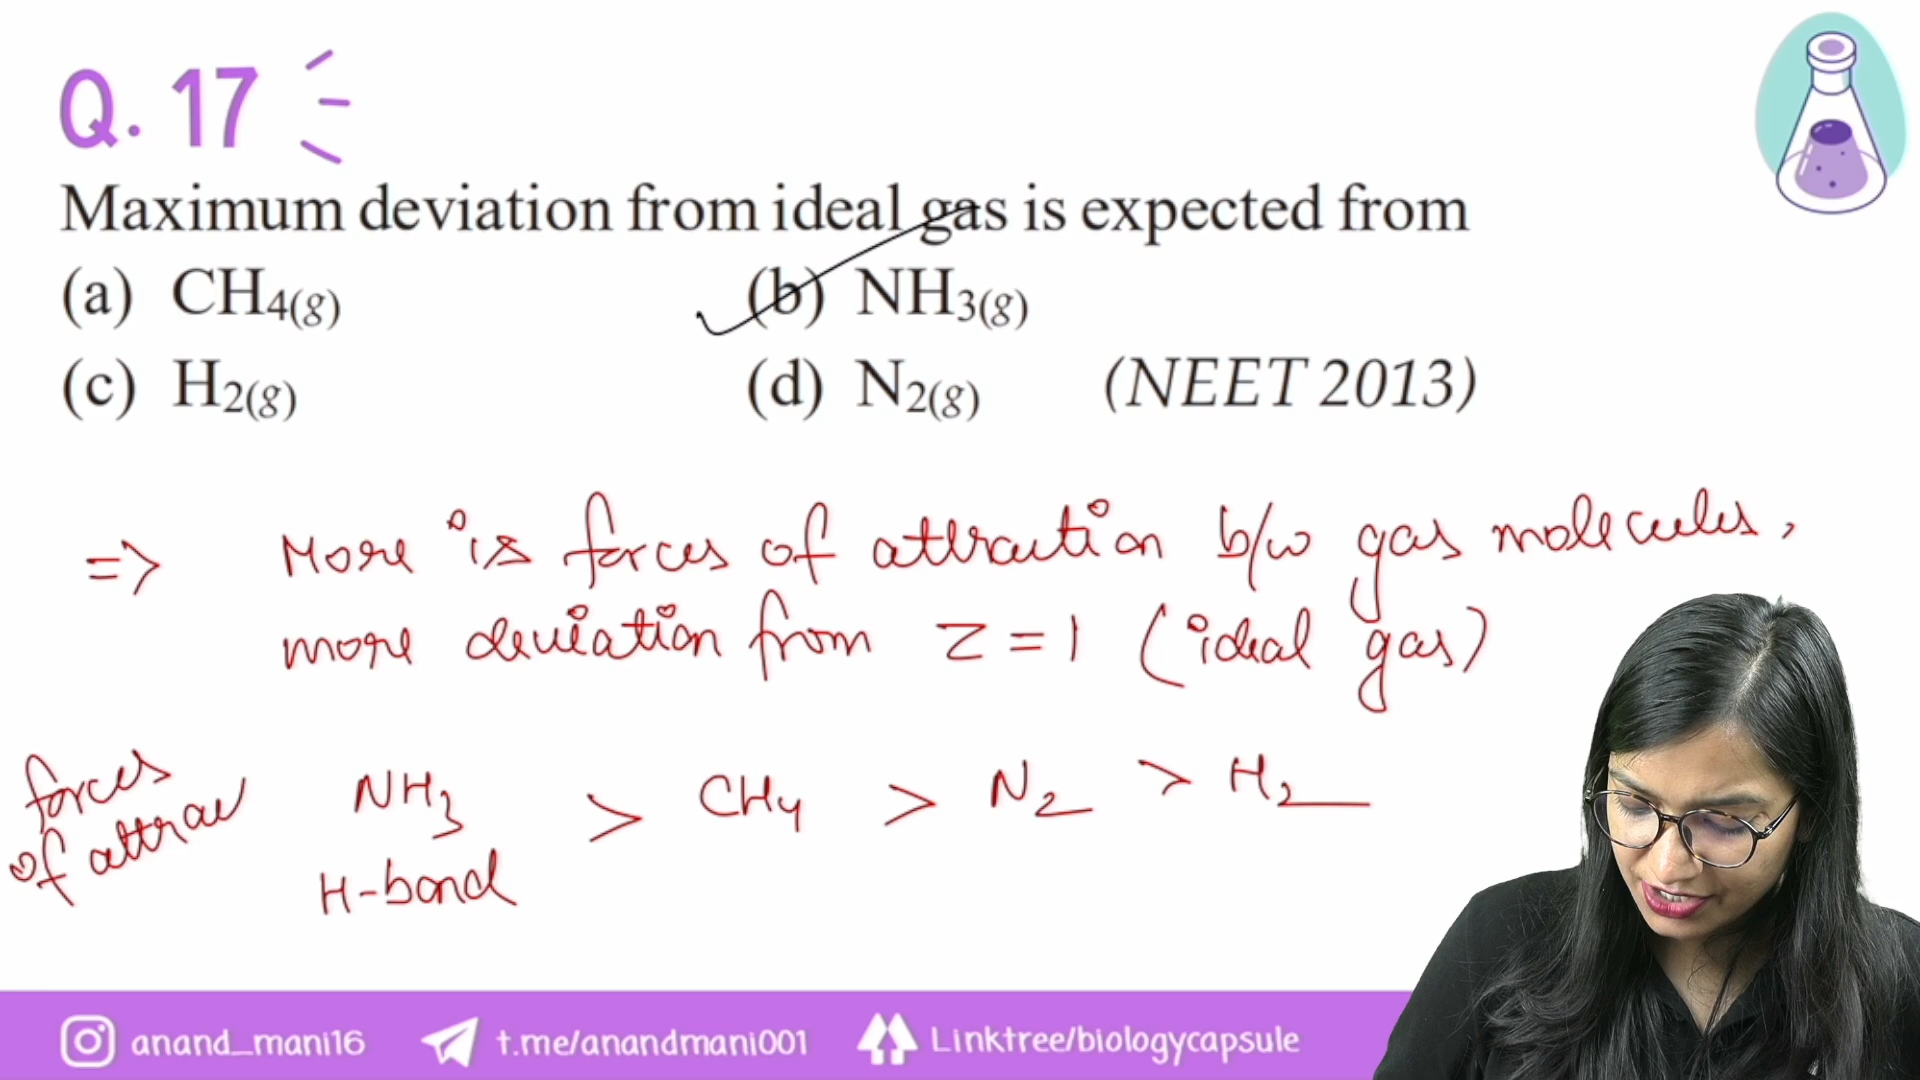 Q. 17
Maximum deviation from ideal gas is expected from
(a) CH4(g) (b) NH3(g)
(c) H2(g) (d) N2(g) (NEET 2013)
=> More is forces of attraction b/w gas molecules,
more deviation from Z = 1 (ideal gas)
forces of attrac NH3 > CH4 > N2 > H2
H-bond
anand_mani16 t.me/anandmani001 Linktree/biologycapsule